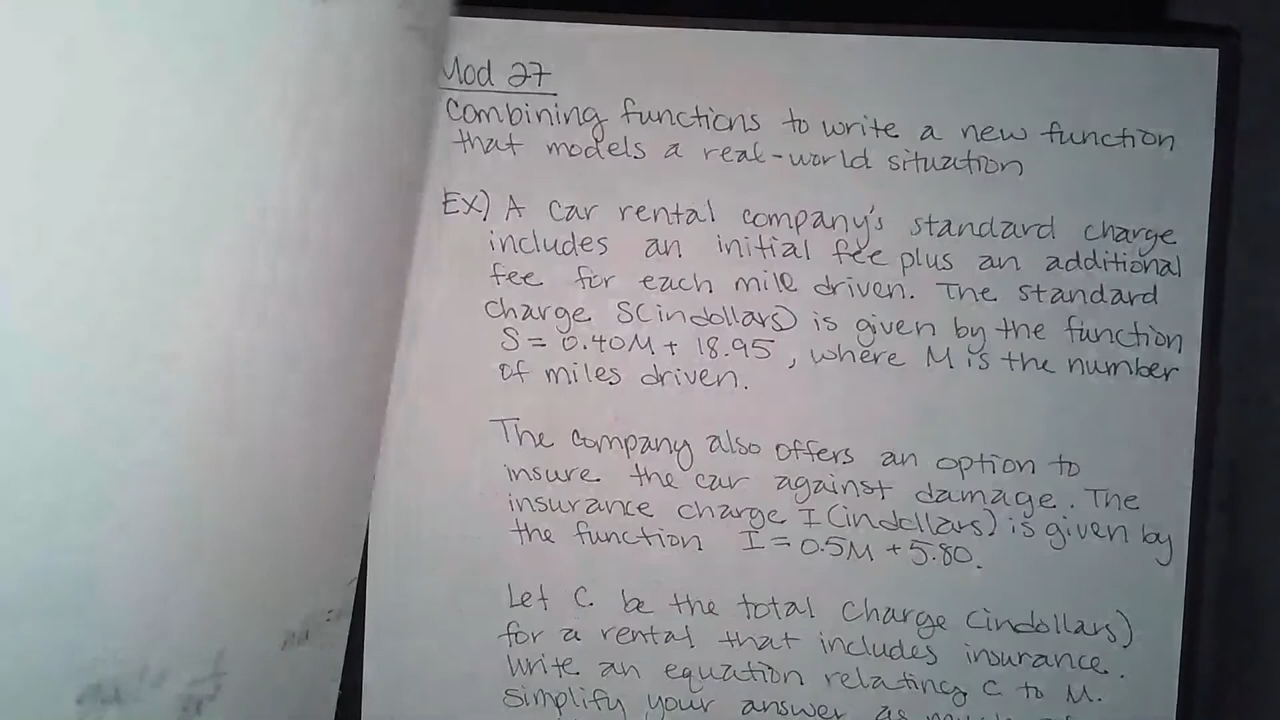 Mod 27
Combining functions to write a new function
that models a real-world situation
EX) A car rental company's standard charge
includes an initial fee plus an additional
fee for each mile driven. The standard
charge S(in dollars) is given by the function
S = 0.40M + 18.95, where M is the number
of miles driven.
The company also offers an option to
insure the car against damage. The
insurance charge I (in dollars) is given by
the function I = 0.5M + 5.80.
Let C be the total charge (in dollars)
for a rental that includes insurance.
Write an equation relating C to M.
Simplify your answer as